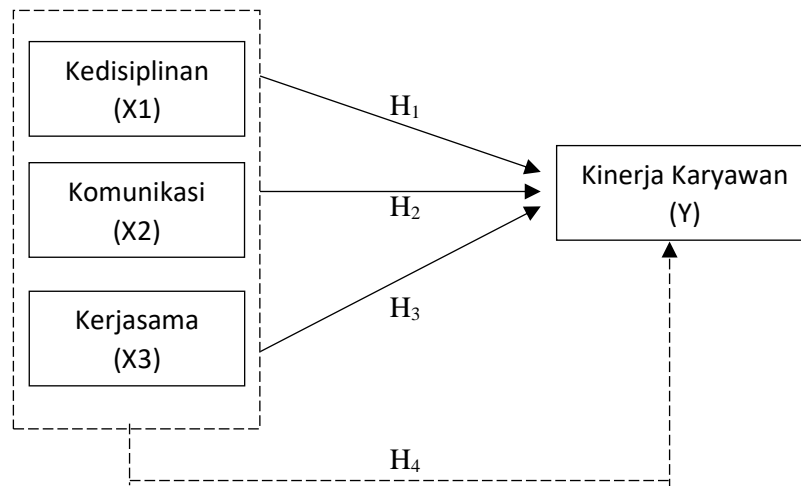 Kedisiplinan
(X1)
Komunikasi
(X2)
Kerjasama
(X3)
H₁
H₂
H₃
Kinerja Karyawan
(Y)
H₄